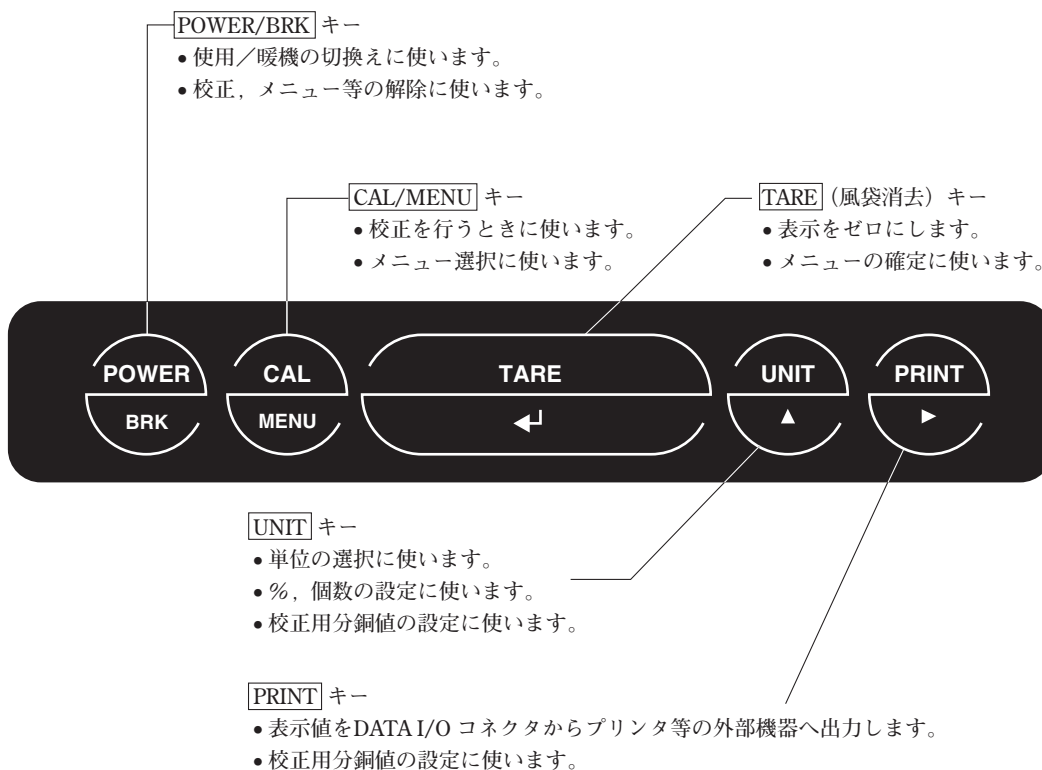 POWER/BRK キー
● 使用／暖機の切換えに使います。
● 校正，メニュー等の解除に使います。
CAL/MENU キー
● 校正を行うときに使います。
● メニュー選択に使います。
TARE（風袋消去）キー
● 表示をゼロにします。
● メニューの確定に使います。
POWER
BRK
CAL
MENU
TARE
UNIT
PRINT
UNIT キー
● 単位の選択に使います。
● %，個数の設定に使います。
● 校正用分銅値の設定に使います。
PRINT キー
● 表示値をDATA I/O コネクタからプリンタ等の外部機器へ出力します。
● 校正用分銅値の設定に使います。